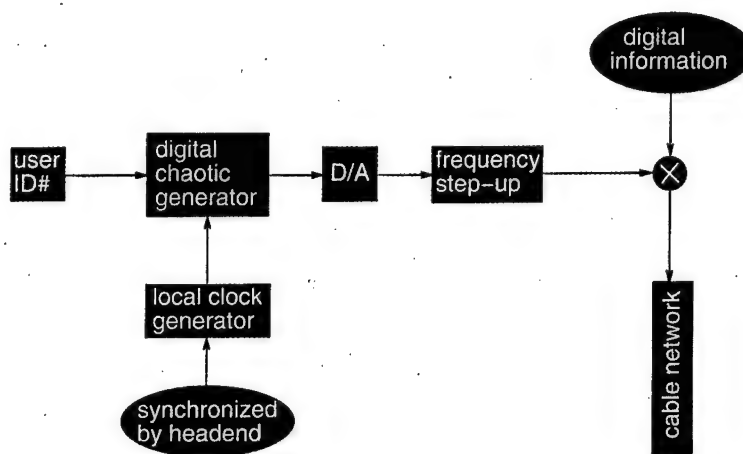 digital
information
user
ID#
digital
chaotic
generator
D/A
frequency
step-up
local clock
generator
synchronized
by headend
cable network